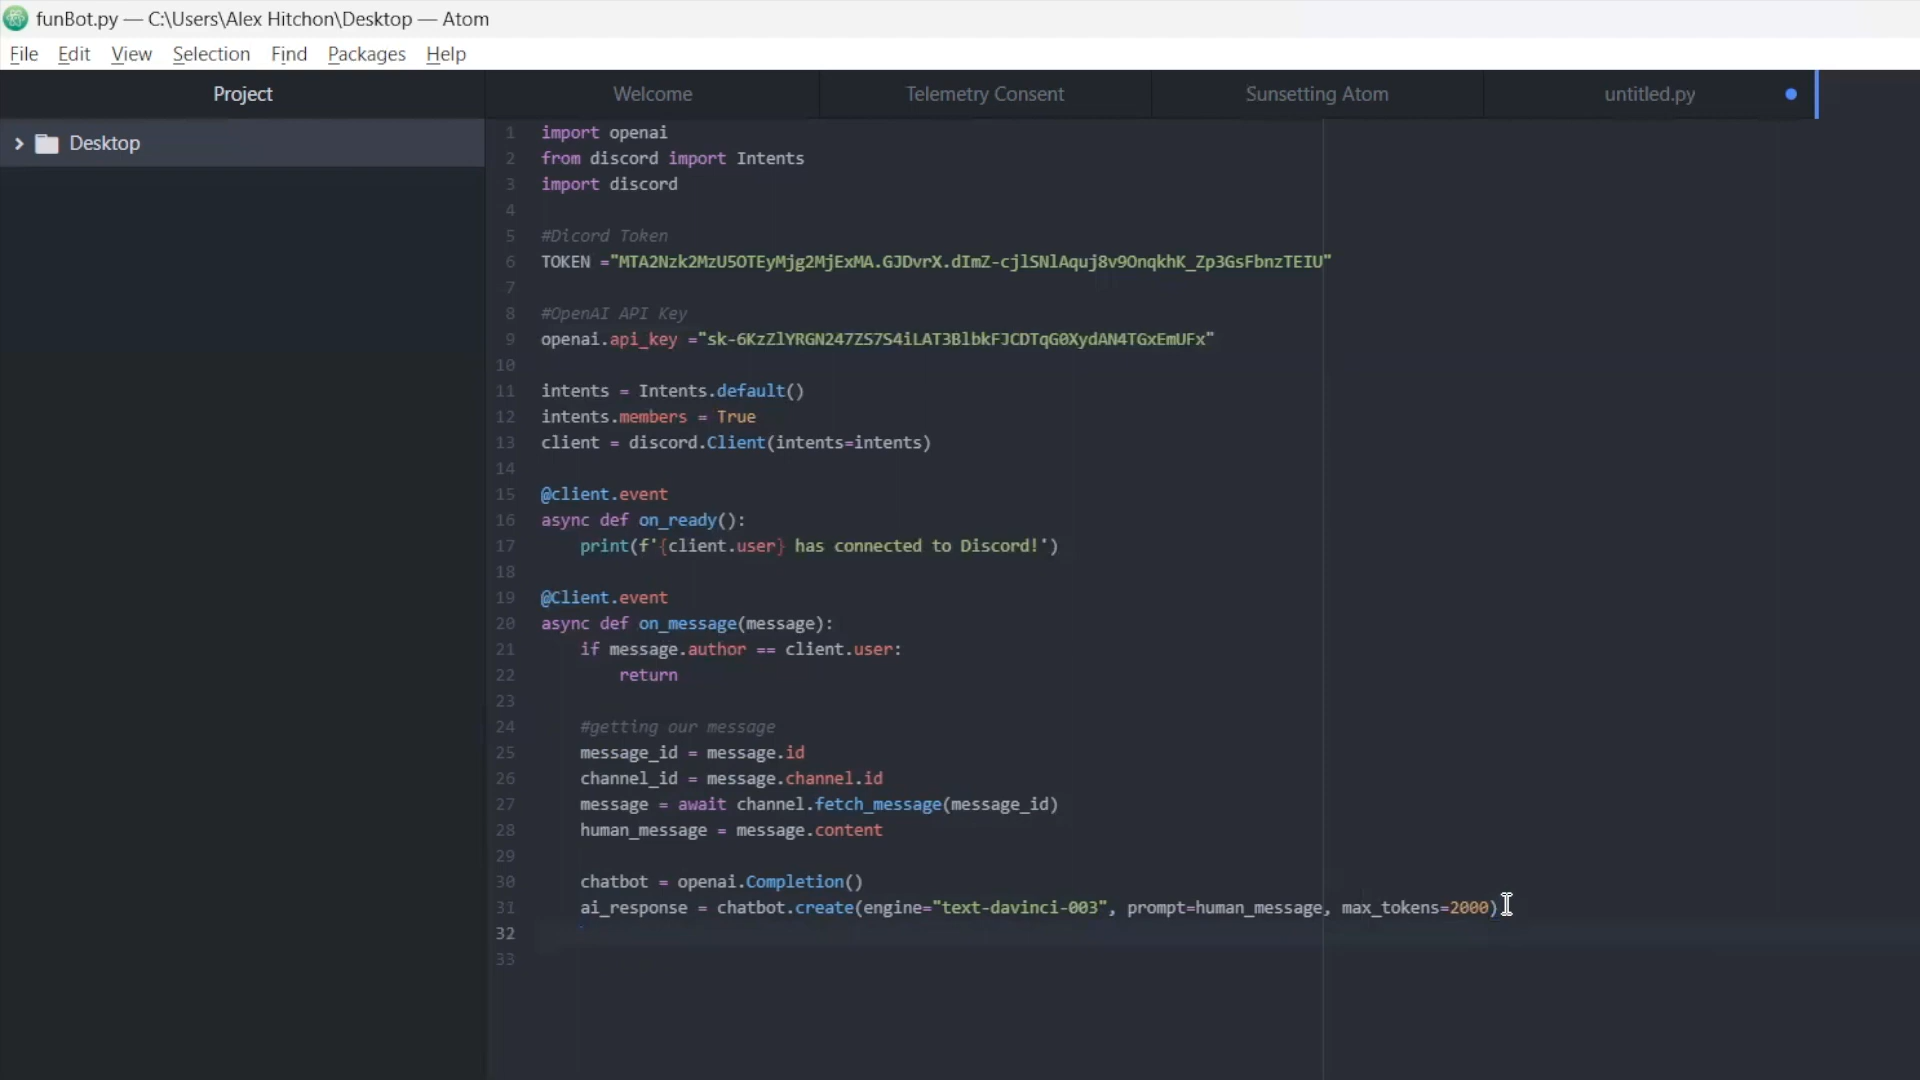 funBot.py — C:\Users\Alex Hitchon\Desktop — Atom
File Edit View Selection Find Packages Help
Project Welcome Telemetry Consent Sunsetting Atom untitled.py
Desktop
1 import openai
2 from discord import Intents
3 import discord
4
5 #Dicord Token
6 TOKEN =
7
8 #OpenAI API Key
9 openai.api_key =
10
11 intents = Intents.default()
12 intents.members = True
13 client = discord.Client(intents=intents)
14
15 @client.event
16 async def on_ready():
17 print(f'{client.user} has connected to Discord!')
18
19 @Client.event
20 async def on_message(message):
21 if message.author == client.user:
22 return
23
24 #getting our message
25 message_id = message.id
26 channel_id = message.channel.id
27 message = await channel.fetch_message(message_id)
28 human_message = message.content
29
30 chatbot = openai.Completion()
31 ai_response = chatbot.create(engine="text-davinci-003", prompt=human_message, max_tokens=2000)
32
33